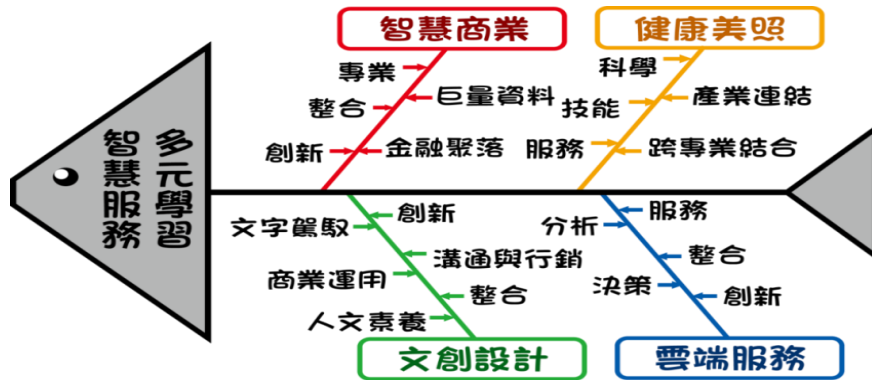 智慧商業
專業
整合
創新
巨量資料
金融聚落
健康美照
科學
技能
服務
產業連結
跨專業結合
多元學習
智慧服務
文字駕馭
商業運用
人文素養
創新
溝通與行銷
整合
文創設計
分析
決策
服務
整合
創新
雲端服務